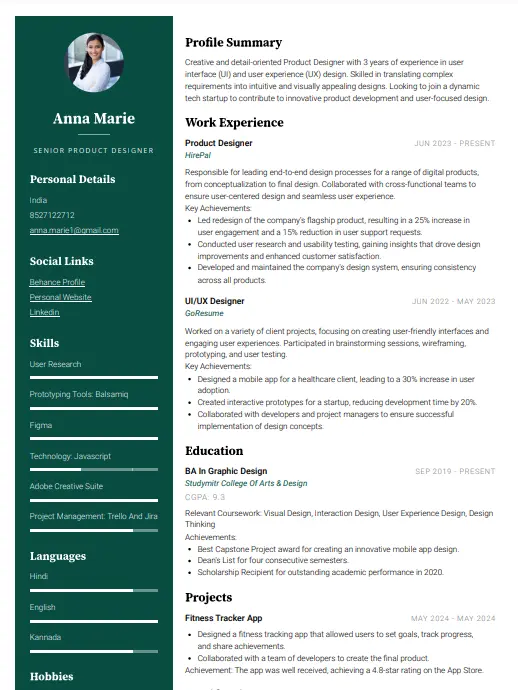 Anna Marie
SENIOR PRODUCT DESIGNER
Personal Details
India
8527122712
anna.marie1@gmail.com
Social Links
Behance Profile
Personal Website
Linkedin
Skills
User Research
Prototyping Tools: Balsamiq
Figma
Technology: Javascript
Adobe Creative Suite
Project Management: Trello And Jira
Languages
Hindi
English
Kannada
Hobbies
Profile Summary
Creative and detail-oriented Product Designer with 3 years of experience in user
interface (UI) and user experience (UX) design. Skilled in translating complex
requirements into intuitive and visually appealing designs. Looking to join a dynamic
tech startup to contribute to innovative product development and user-focused design.
Work Experience
Product Designer JUN 2023 - PRESENT
HirePal
Responsible for leading end-to-end design processes for a range of digital products,
from conceptualization to final design. Collaborated with cross-functional teams to
ensure user-centered design and seamless user experience.
Key Achievements:
• Led redesign of the company's flagship product, resulting in a 25% increase in
user engagement and a 15% reduction in user support requests.
• Conducted user research and usability testing, gaining insights that drove design
improvements and enhanced customer satisfaction.
• Developed and maintained the company's design system, ensuring consistency
across all products.
UI/UX Designer JUN 2022 - MAY 2023
GoResume
Worked on a variety of client projects, focusing on creating user-friendly interfaces and
engaging user experiences. Participated in brainstorming sessions, wireframing,
prototyping, and user testing.
Key Achievements:
• Designed a mobile app for a healthcare client, leading to a 30% increase in user
adoption.
• Created interactive prototypes for a startup, reducing development time by 20%.
• Collaborated with developers and project managers to ensure successful
implementation of design concepts.
Education
BA In Graphic Design SEP 2019 - PRESENT
Studymitr College Of Arts & Design
CGPA: 9.3
Relevant Coursework: Visual Design, Interaction Design, User Experience Design, Design
Thinking
Achievements:
• Best Capstone Project award for creating an innovative mobile app design.
• Dean's List for four consecutive semesters.
• Scholarship Recipient for outstanding academic performance in 2020.
Projects
Fitness Tracker App MAY 2024 - MAY 2024
• Designed a fitness tracking app that allowed users to set goals, track progress,
and share achievements.
• Collaborated with a team of developers to create the final product.
Achievement: The app was well received, achieving a 4.8-star rating on the App Store.